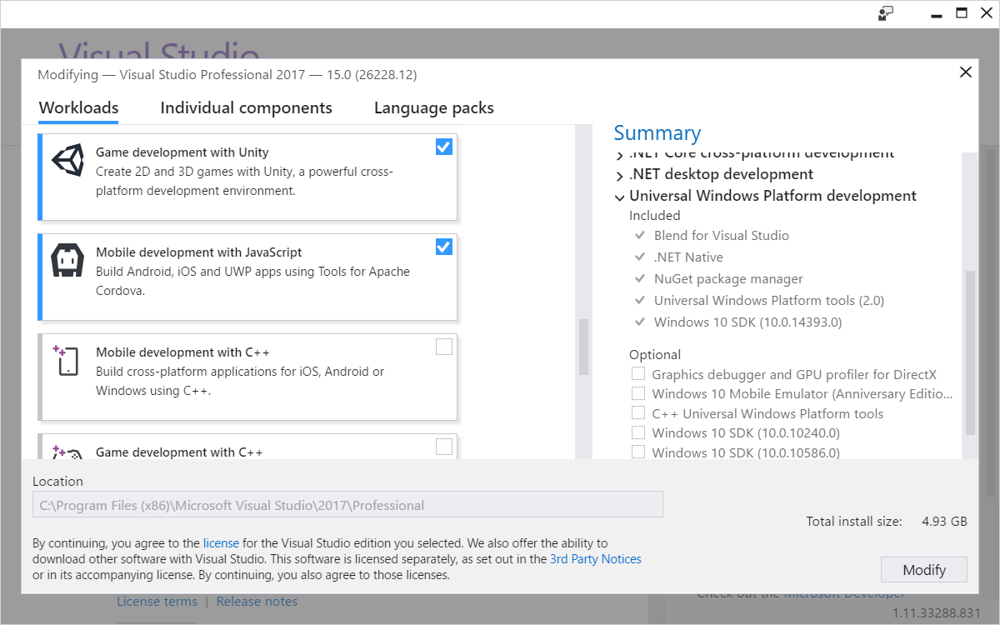 Visual Studio
Modifying — Visual Studio Professional 2017 — 15.0 (26228.12)
Workloads
Individual components
Language packs
Game development with Unity
Create 2D and 3D games with Unity, a powerful cross-
platform development environment.
Mobile development with JavaScript
Build Android, iOS and UWP apps using Tools for Apache
Cordova.
Mobile development with C++
Build cross-platform applications for iOS, Android or
Windows using C++.
Game development with C++
Summary
.NET Core cross-platform development
.NET desktop development
Universal Windows Platform development
Included
Blend for Visual Studio
.NET Native
NuGet package manager
Universal Windows Platform tools (2.0)
Windows 10 SDK (10.0.14393.0)
Optional
Graphics debugger and GPU profiler for DirectX
Windows 10 Mobile Emulator (Anniversary Editio...
C++ Universal Windows Platform tools
Windows 10 SDK (10.0.10240.0)
Windows 10 SDK (10.0.10586.0)
Location
C:\Program Files (x86)\Microsoft Visual Studio\2017\Professional
Total install size: 4.93 GB
By continuing, you agree to the license for the Visual Studio edition you selected. We also offer the ability to
download other software with Visual Studio. This software is licensed separately, as set out in the 3rd Party Notices
or in its accompanying license. By continuing, you also agree to those licenses.
Modify
License terms | Release notes
Check out the Microsoft Developer
1.11.33288.831